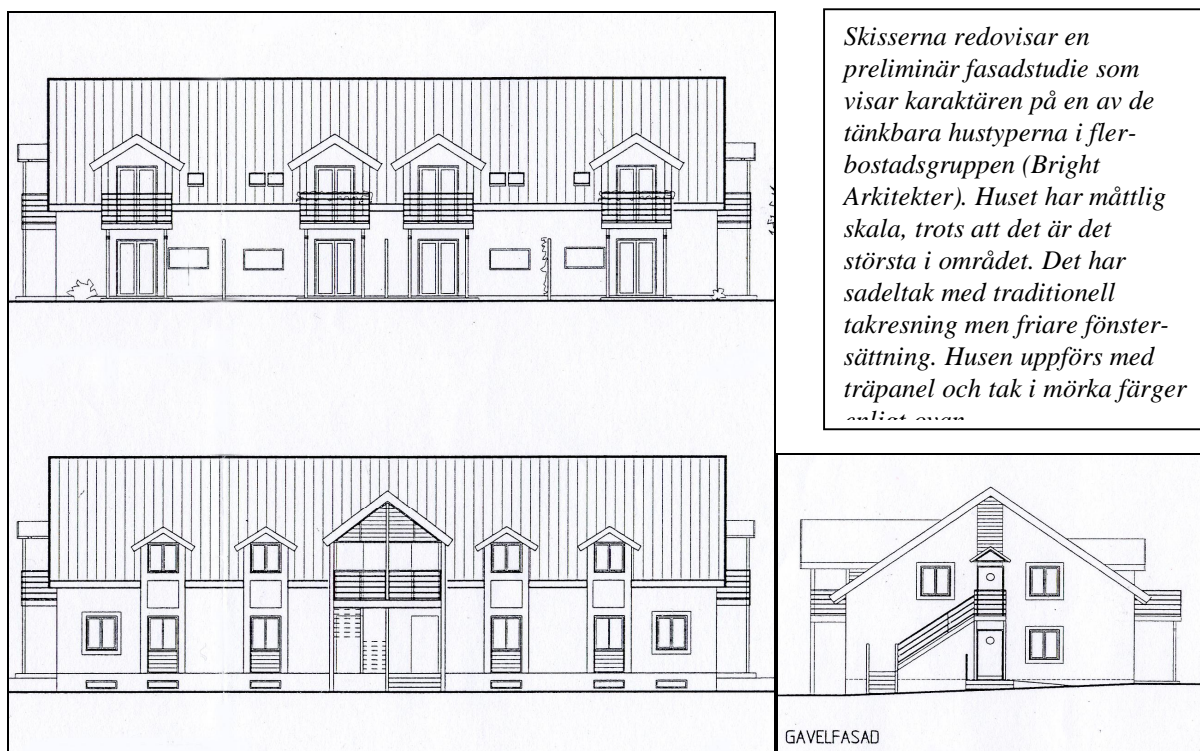 Skisserna redovisar en
preliminär fasadstudie som
visar karaktären på en av de
tänkbara hustyperna i fler-
bostadsgruppen (Bright
Arkitekter). Huset har måttlig
skala, trots att det är det
största i området. Det har
sadeltak med traditionell
takresning men friare fönster-
sättning. Husen uppförs med
träpanel och tak i mörka färger
enligt ovan
GAVELFASAD